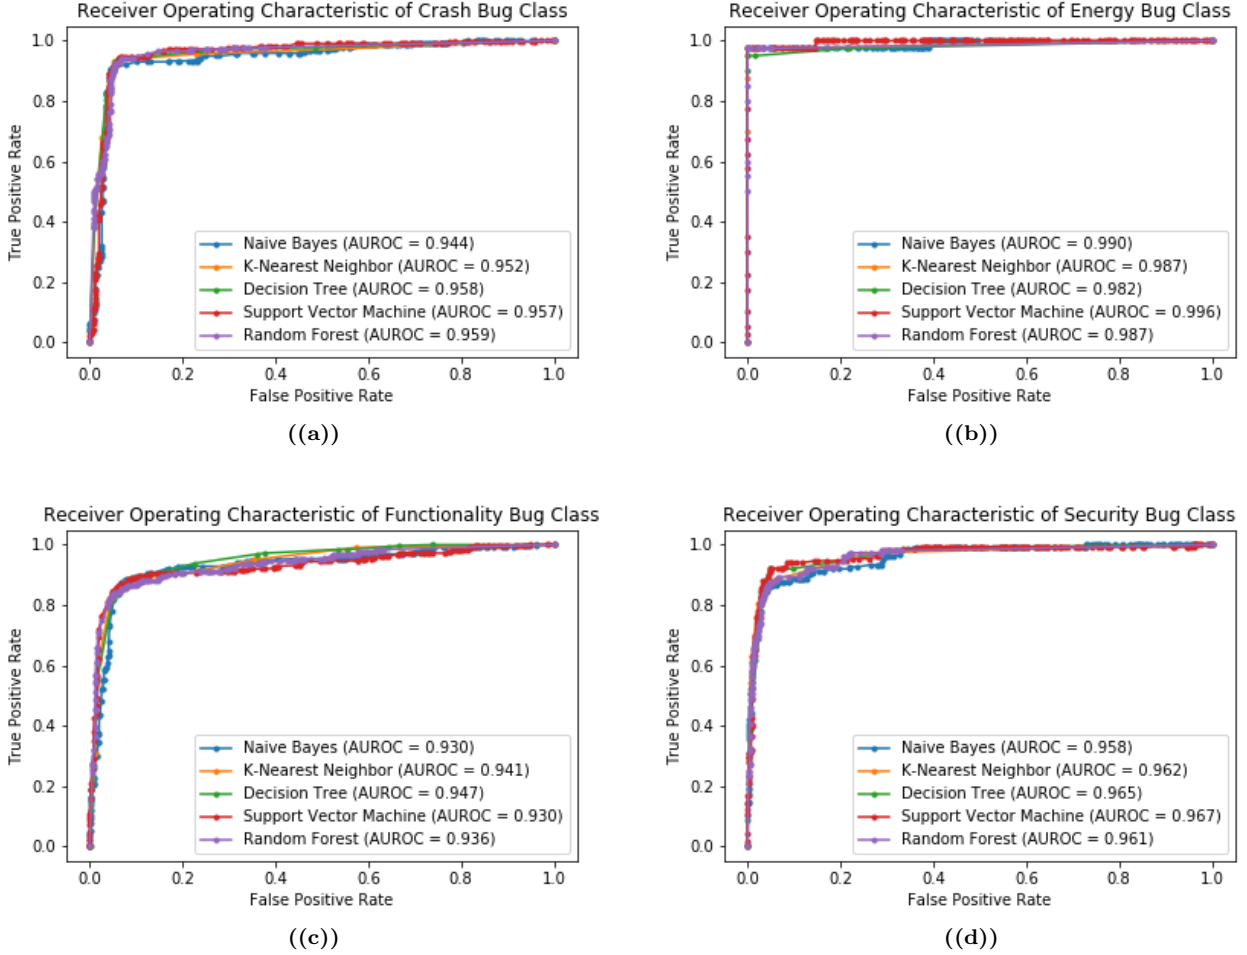 Receiver Operating Characteristic of Crash Bug Class
1.0
0.8
0.6
0.4
0.2
0.0
True Positive Rate
Naive Bayes (AUROC = 0.944)
K-Nearest Neighbor (AUROC = 0.952)
Decision Tree (AUROC = 0.958)
Support Vector Machine (AUROC = 0.957)
Random Forest (AUROC = 0.959)
0.0 0.2 0.4 0.6 0.8 1.0
False Positive Rate
((a))
Receiver Operating Characteristic of Energy Bug Class
1.0
0.8
0.6
0.4
0.2
0.0
True Positive Rate
Naive Bayes (AUROC = 0.990)
K-Nearest Neighbor (AUROC = 0.987)
Decision Tree (AUROC = 0.982)
Support Vector Machine (AUROC = 0.996)
Random Forest (AUROC = 0.987)
0.0 0.2 0.4 0.6 0.8 1.0
False Positive Rate
((b))
Receiver Operating Characteristic of Functionality Bug Class
1.0
0.8
0.6
0.4
0.2
0.0
True Positive Rate
Naive Bayes (AUROC = 0.930)
K-Nearest Neighbor (AUROC = 0.941)
Decision Tree (AUROC = 0.947)
Support Vector Machine (AUROC = 0.930)
Random Forest (AUROC = 0.936)
0.0 0.2 0.4 0.6 0.8 1.0
False Positive Rate
((c))
Receiver Operating Characteristic of Security Bug Class
1.0
0.8
0.6
0.4
0.2
0.0
True Positive Rate
Naive Bayes (AUROC = 0.958)
K-Nearest Neighbor (AUROC = 0.962)
Decision Tree (AUROC = 0.965)
Support Vector Machine (AUROC = 0.967)
Random Forest (AUROC = 0.961)
0.0 0.2 0.4 0.6 0.8 1.0
False Positive Rate
((d))